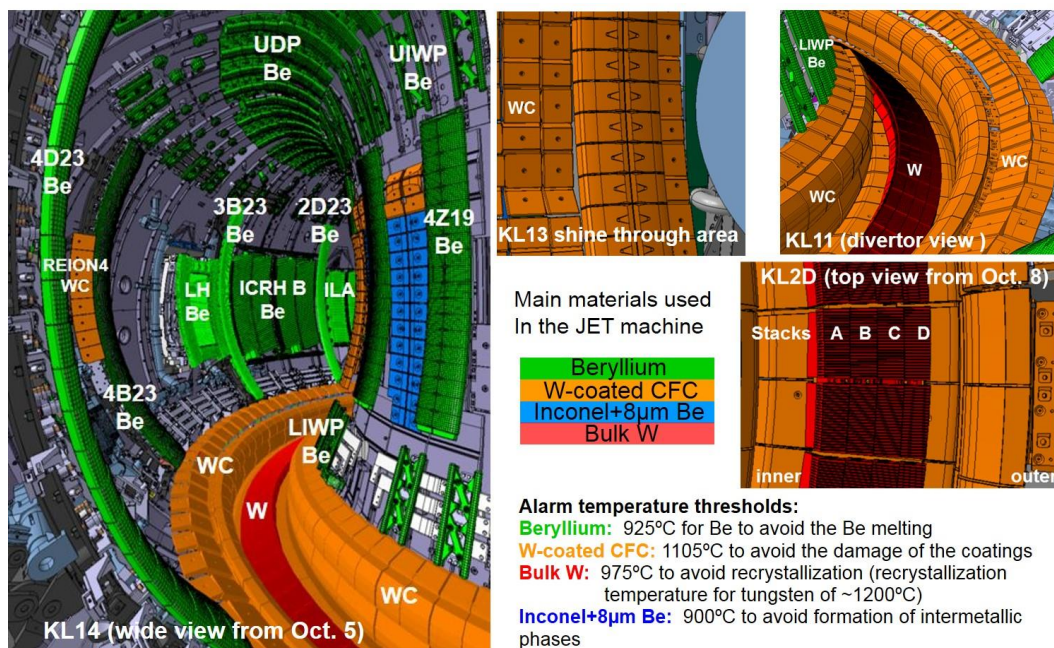 UDP
Be
UIWP
Be
4D23
Be
3B23
Be
2D23
Be
4Z19
Be
REION4
WC
LH
Be
ICRH B
Be
ILA
4B23
Be
LIWP
Be
WC
W
WC
KL14 (wide view from Oct. 5)
WC
KL13 shine through area
LIWP
Be
W
WC
WC
KL11 (divertor view )
KL2D (top view from Oct. 8)
Stacks A B C D
inner outer
Main materials used
In the JET machine
Beryllium
W-coated CFC
Inconel+8µm Be
Bulk W
Alarm temperature thresholds:
Beryllium: 925ºC for Be to avoid the Be melting
W-coated CFC: 1105ºC to avoid the damage of the coatings
Bulk W: 975ºC to avoid recrystallization (recrystallization
temperature for tungsten of ~1200ºC)
Inconel+8µm Be: 900ºC to avoid formation of intermetallic
phases